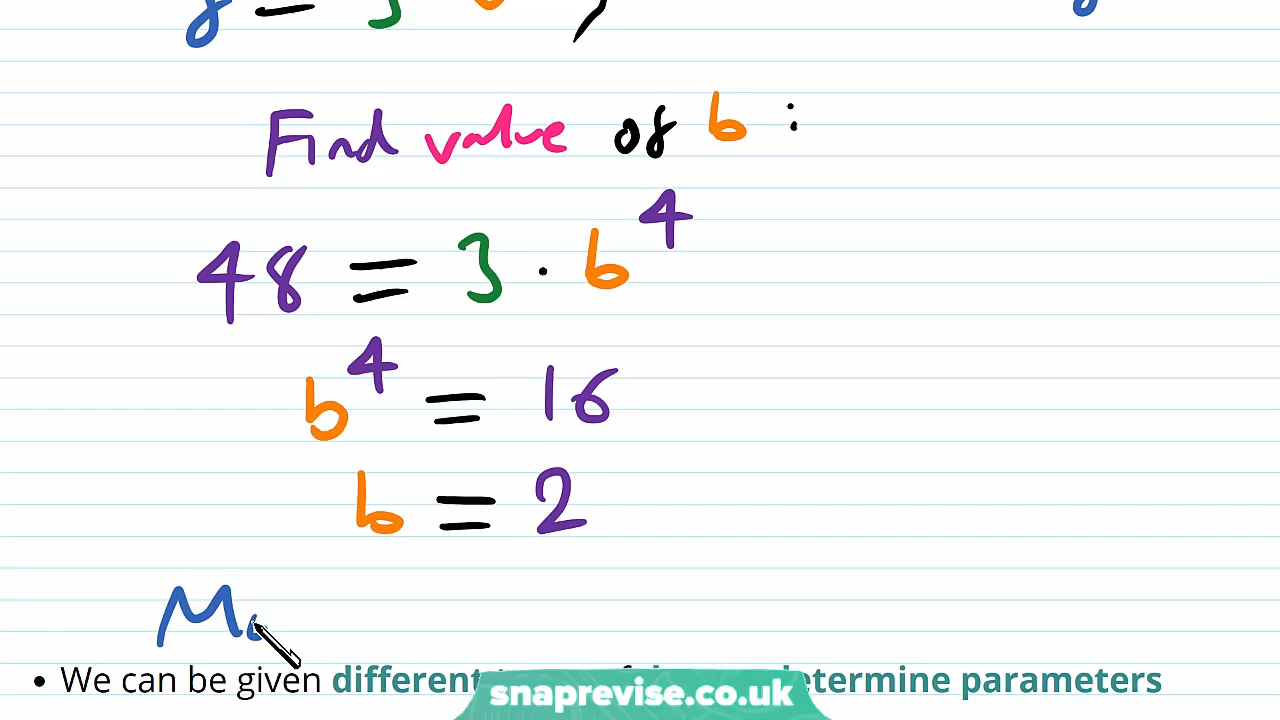 Find value of b :
48 = 3 · b⁴
b⁴ = 16
b = 2
• We can be given different determine parameters
snaprevise.co.uk